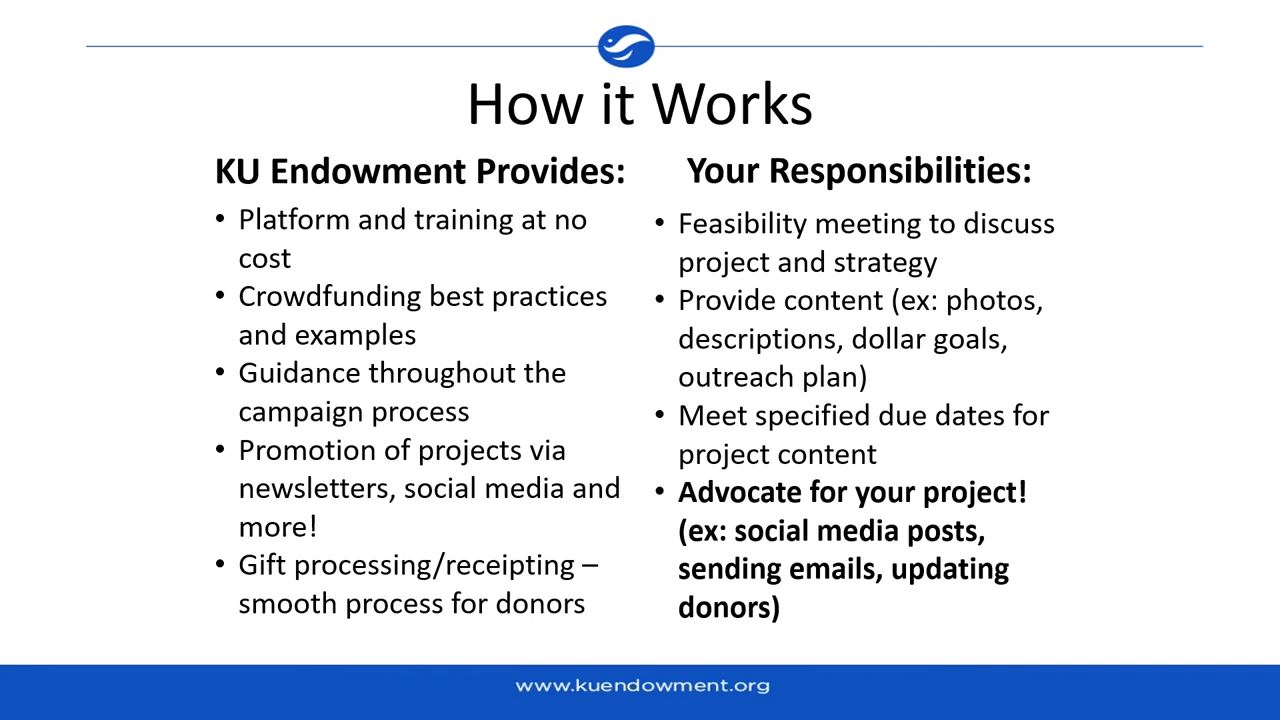 How it Works
KU Endowment Provides:
• Platform and training at no
cost
• Crowdfunding best practices
and examples
• Guidance throughout the
campaign process
• Promotion of projects via
newsletters, social media and
more!
• Gift processing/receipting –
smooth process for donors
Your Responsibilities:
• Feasibility meeting to discuss
project and strategy
• Provide content (ex: photos,
descriptions, dollar goals,
outreach plan)
• Meet specified due dates for
project content
• Advocate for your project!
(ex: social media posts,
sending emails, updating
donors)
www.kuendowment.org